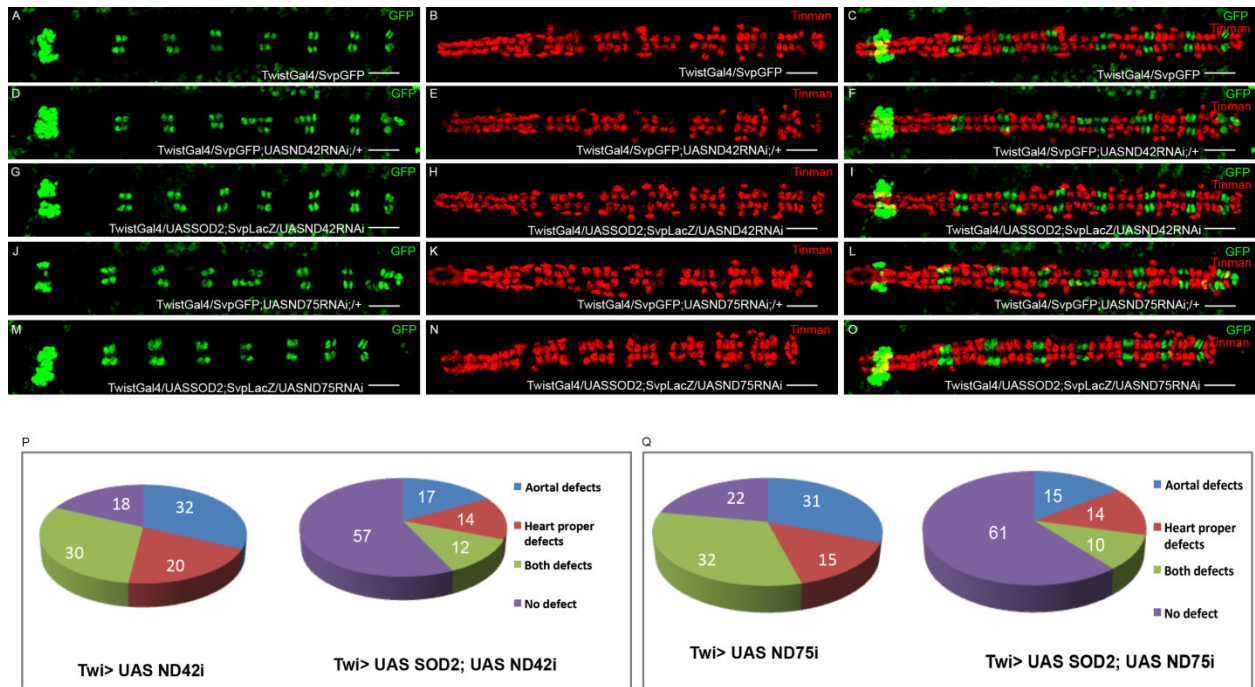 A
GFP
TwistGal4/SvpGFP
B
Tinman
TwistGal4/SvpGFP
C
GFP
Tinman
TwistGal4/SvpGFP
D
GFP
TwistGal4/SvpGFP;UASND42RNAi;/+
E
Tinman
TwistGal4/SvpGFP;UASND42RNAi;/+
F
GFP
Tinman
TwistGal4/SvpGFP;UASND42RNAi;/+
G
GFP
TwistGal4/UASSOD2;SvpLacZ/UASND42RNAi
H
Tinman
TwistGal4/UASSOD2;SvpLacZ/UASND42RNAi
I
GFP
Tinman
TwistGal4/UASSOD2;SvpLacZ/UASND42RNAi
J
GFP
TwistGal4/SvpGFP;UASND75RNAi;/+
K
Tinman
TwistGal4/SvpGFP;UASND75RNAi;/+
L
GFP
Tinman
TwistGal4/SvpGFP;UASND75RNAi;/+
M
GFP
TwistGal4/UASSOD2;SvpLacZ/UASND75RNAi
N
Tinman
TwistGal4/UASSOD2;SvpLacZ/UASND75RNAi
O
GFP
Tinman
TwistGal4/UASSOD2;SvpLacZ/UASND75RNAi
P
18
32
30
20
Twi> UAS ND42i
17
14
12
57
Twi> UAS SOD2; UAS ND42i
Aortal defects
Heart proper
defects
Both defects
No defect
Q
22
31
32
15
Twi> UAS ND75i
15
14
10
61
Twi> UAS SOD2; UAS ND75i
Aortal defects
Heart proper
defects
Both defects
No defect